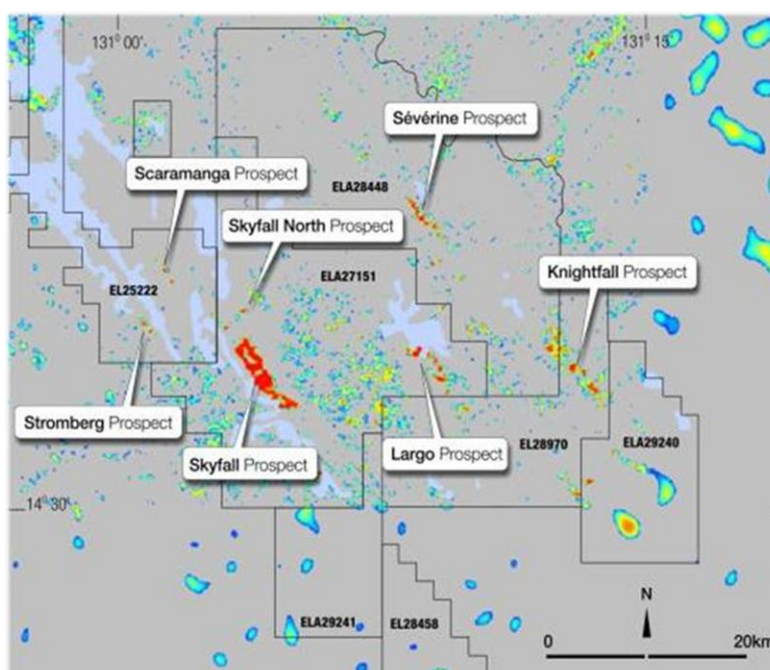 131° 00'
131° 15'
Sévérine Prospect
Scaramanga Prospect
ELA28448
Skyfall North Prospect
ELA27151
Knightfall Prospect
EL25222
Stromberg Prospect
Skyfall Prospect
Largo Prospect
EL28970
ELA29240
14° 30'
N
ELA29241
EL28458
0
20km